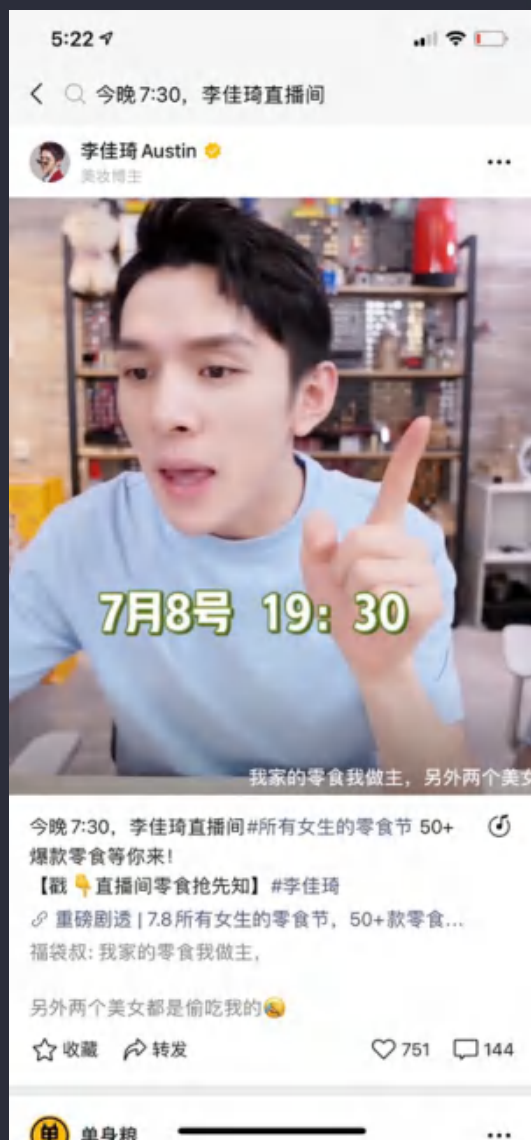 5:22
今晚7:30，李佳琦直播间
李佳琦Austin
美妆博主
7月8号 19：30
我家的零食我做主，另外两个美女
今晚7:30，李佳琦直播间#所有女生的零食节 50+
爆款零食等你来！
【戳👇直播间零食抢先知】#李佳琦
重磅剧透 | 7.8所有女生的零食节，50+款零食...
福袋叔: 我家的零食我做主，
另外两个美女都是偷吃我的
收藏 转发 751 144
单身粮